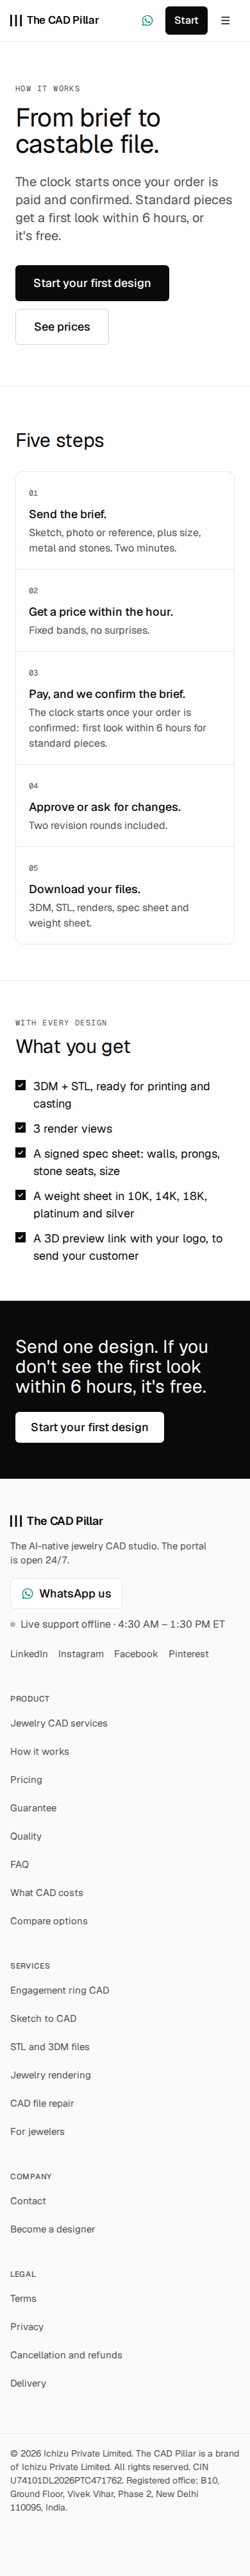 The CAD Pillar
Start
HOW IT WORKS
From brief to
castable file.
The clock starts once your order is
paid and confirmed. Standard pieces
get a first look within 6 hours, or
it's free.
Start your first design
See prices
Five steps
01
Send the brief.
Sketch, photo or reference, plus size,
metal and stones. Two minutes.
02
Get a price within the hour.
Fixed bands, no surprises.
03
Pay, and we confirm the brief.
The clock starts once your order is
confirmed: first look within 6 hours for
standard pieces.
04
Approve or ask for changes.
Two revision rounds included.
05
Download your files.
3DM, STL, renders, spec sheet and
weight sheet.
WITH EVERY DESIGN
What you get
3DM + STL, ready for printing and
casting
3 render views
A signed spec sheet: walls, prongs,
stone seats, size
A weight sheet in 10K, 14K, 18K,
platinum and silver
A 3D preview link with your logo, to
send your customer
Send one design. If you
don't see the first look
within 6 hours, it's free.
Start your first design
The CAD Pillar
The AI-native jewelry CAD studio. The portal
is open 24/7.
WhatsApp us
Live support offline · 4:30 AM – 1:30 PM ET
LinkedIn Instagram Facebook Pinterest
PRODUCT
Jewelry CAD services
How it works
Pricing
Guarantee
Quality
FAQ
What CAD costs
Compare options
SERVICES
Engagement ring CAD
Sketch to CAD
STL and 3DM files
Jewelry rendering
CAD file repair
For jewelers
COMPANY
Contact
Become a designer
LEGAL
Terms
Privacy
Cancellation and refunds
Delivery
© 2026 Ichizu Private Limited. The CAD Pillar is a brand
of Ichizu Private Limited. All rights reserved. CIN
U74101DL2026PTC471762. Registered office: B10,
Ground Floor, Vivek Vihar, Phase 2, New Delhi
110095, India.